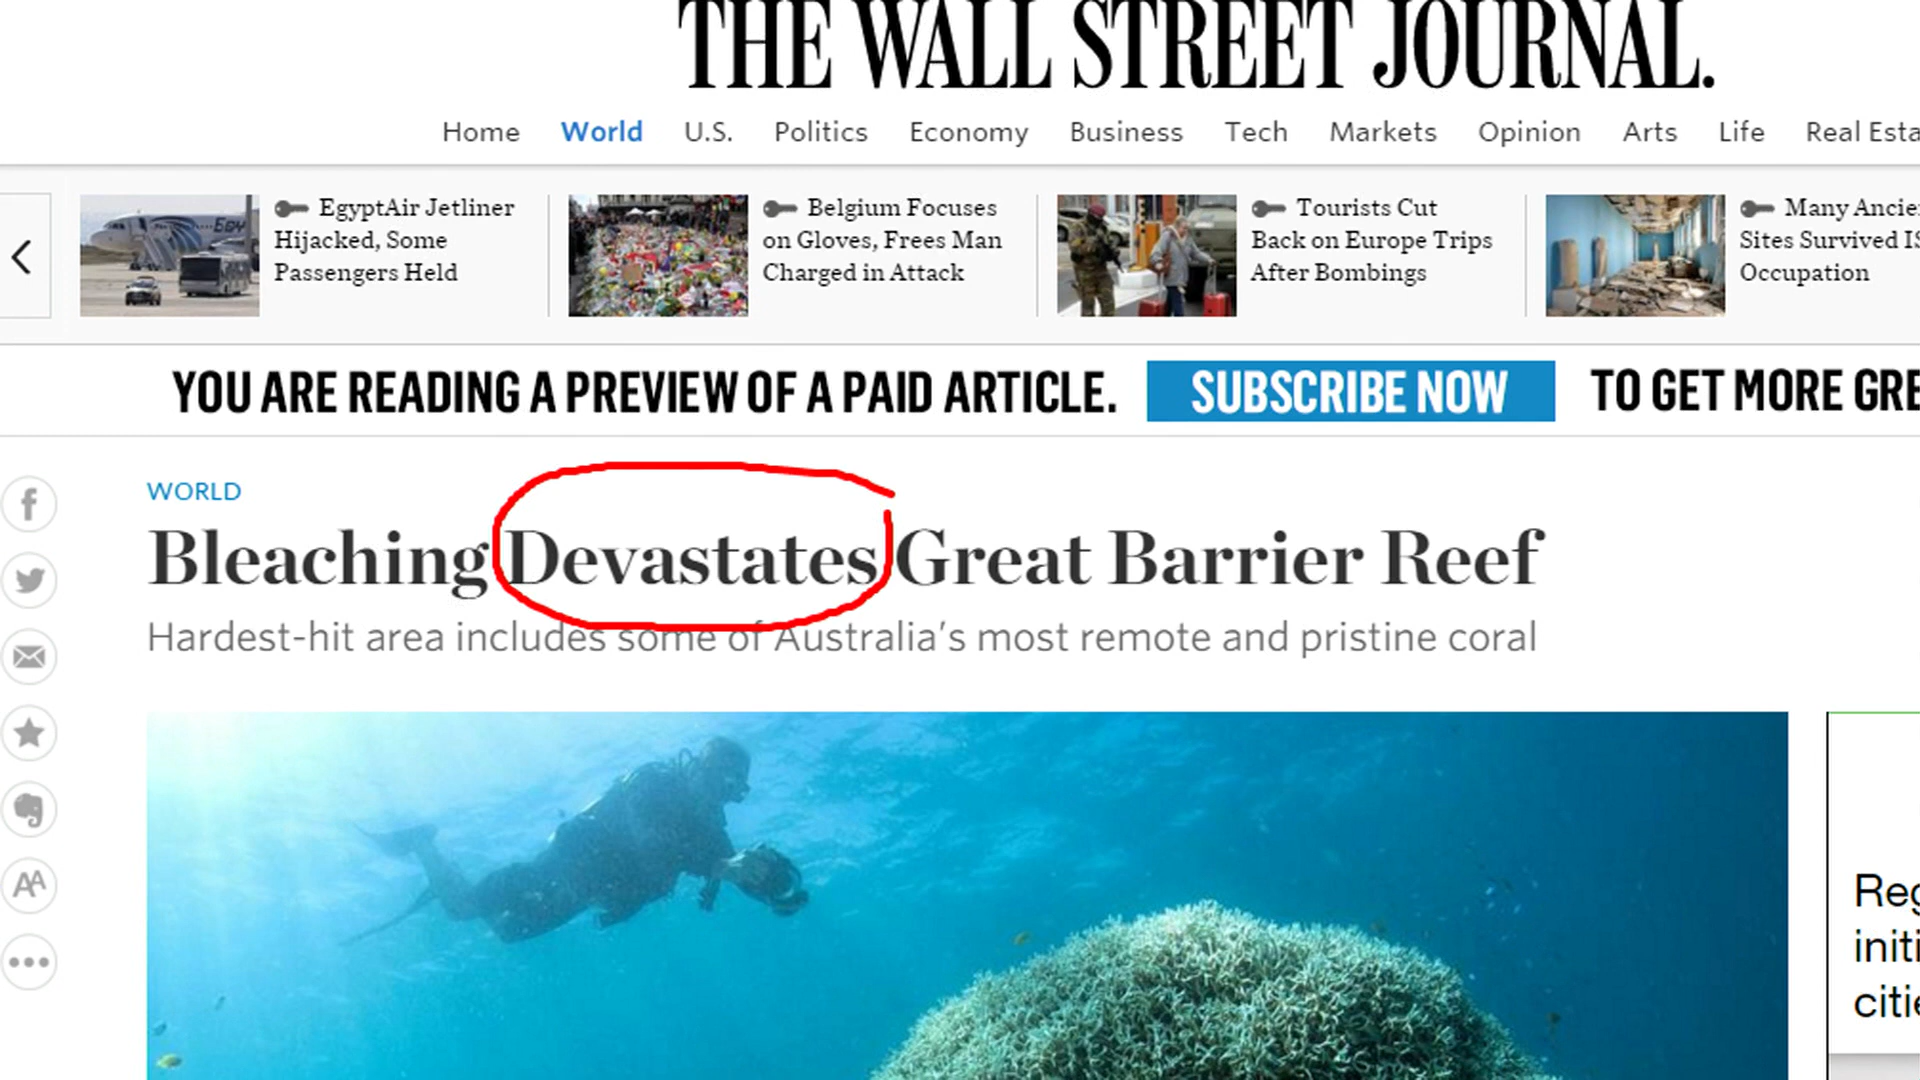 THE WALL STREET JOURNAL.
Home World U.S. Politics Economy Business Tech Markets Opinion Arts Life Real
EgyptAir Jetliner
Hijacked, Some
Passengers Held
Belgium Focuses
on Gloves, Frees Man
Charged in Attack
Tourists Cut
Back on Europe Trips
After Bombings
Many
Sites Survived
Occupation
YOU ARE READING A PREVIEW OF A PAID ARTICLE. SUBSCRIBE NOW TO GET MORE
WORLD
Bleaching Devastates Great Barrier Reef
Hardest-hit area includes some of Australia's most remote and pristine coral